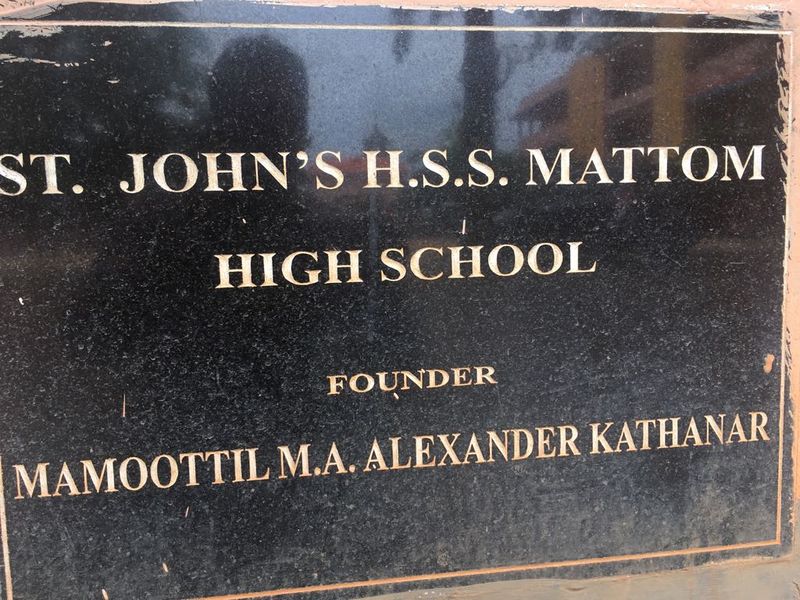 ST. JOHN'S H.S.S. MATTOM
HIGH SCHOOL
FOUNDER
MAMOOTTIL M.A. ALEXANDER KATHANAR